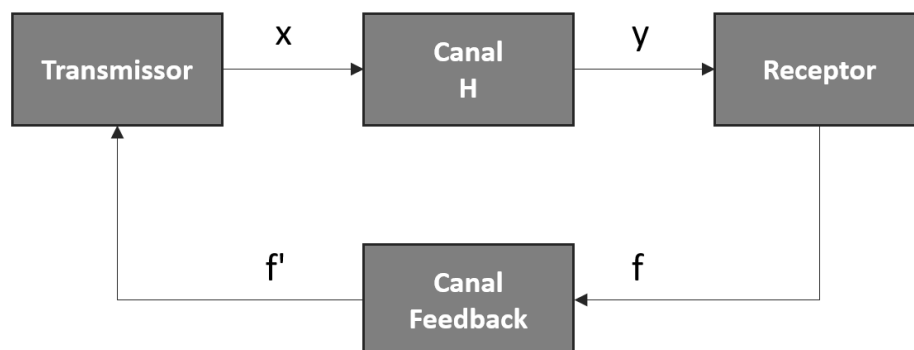 x
y
Transmissor
Canal
H
Receptor
f'
f
Canal
Feedback